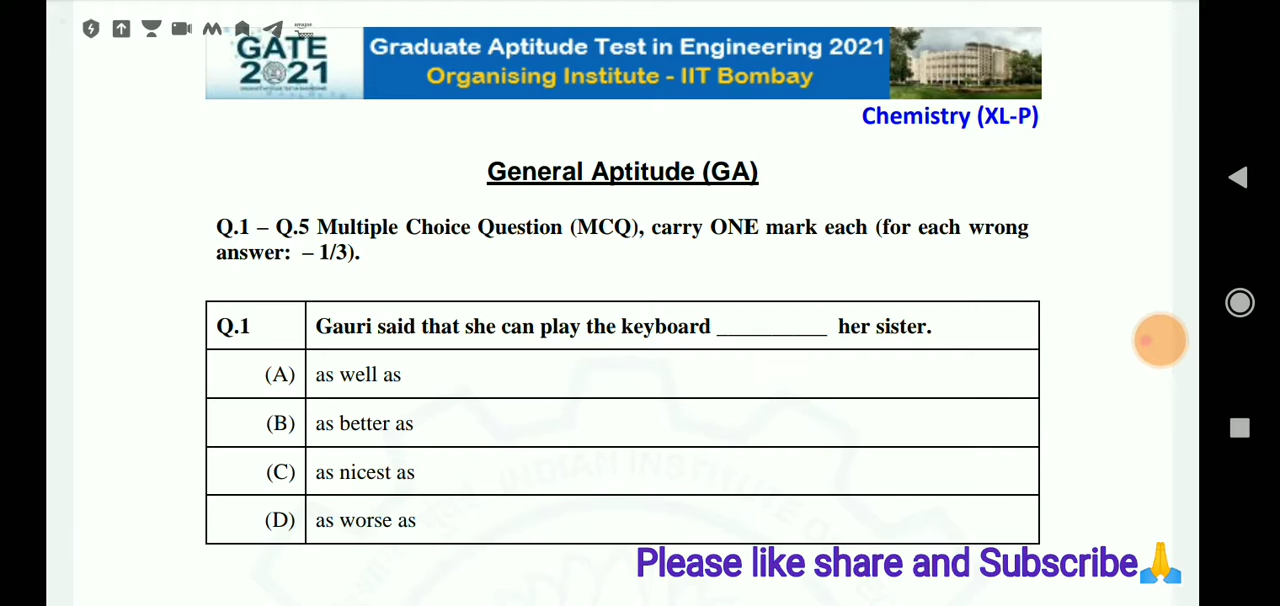 GATE
2021
Graduate Aptitude Test in Engineering 2021
Organising Institute - IIT Bombay
Chemistry (XL-P)
General Aptitude (GA)
Q.1 – Q.5 Multiple Choice Question (MCQ), carry ONE mark each (for each wrong
answer: – 1/3).
Q.1 Gauri said that she can play the keyboard __________ her sister.
(A) as well as
(B) as better as
(C) as nicest as
(D) as worse as
INDIAN INSTITUTE O
Please like share and Subscribe🙏